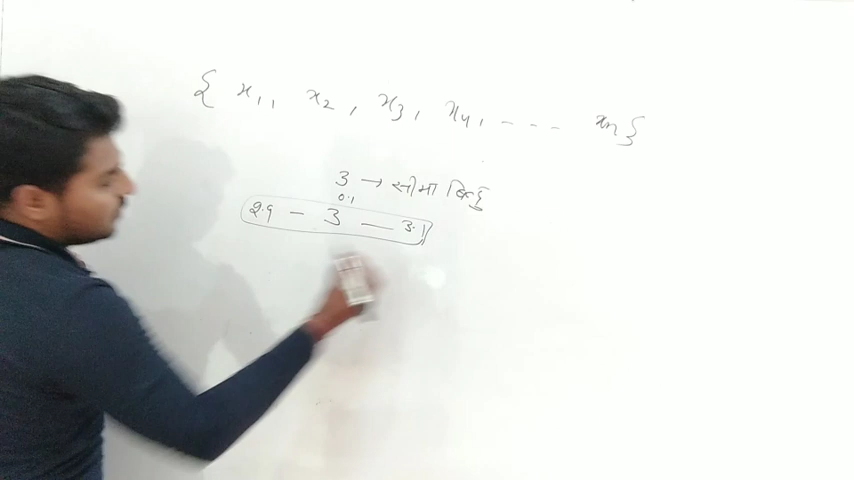 { x₁, x₂, x₃, x₄, - - - xn }
3 → सीमा बिन्दु
0.1
2.9 — 3 — 3.1